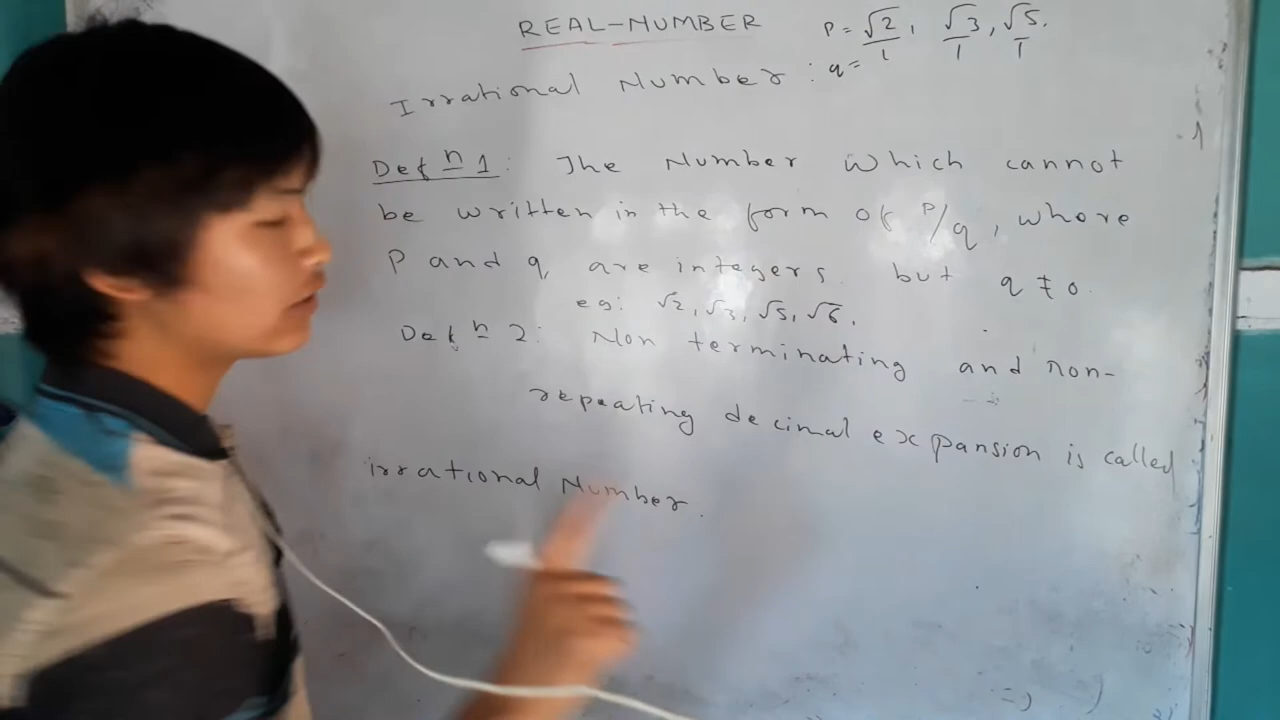 REAL-NUMBER P = √2/1, √3/1, √5/1.
q =
Irrational Number:
Defn 1: The Number which cannot
be written in the form of P/q, where
P and q are integers but q ≠ 0.
eg: √2, √3, √5, √6.
Defn 2: Non terminating and non-
repeating decimal expansion is called
irrational Number.